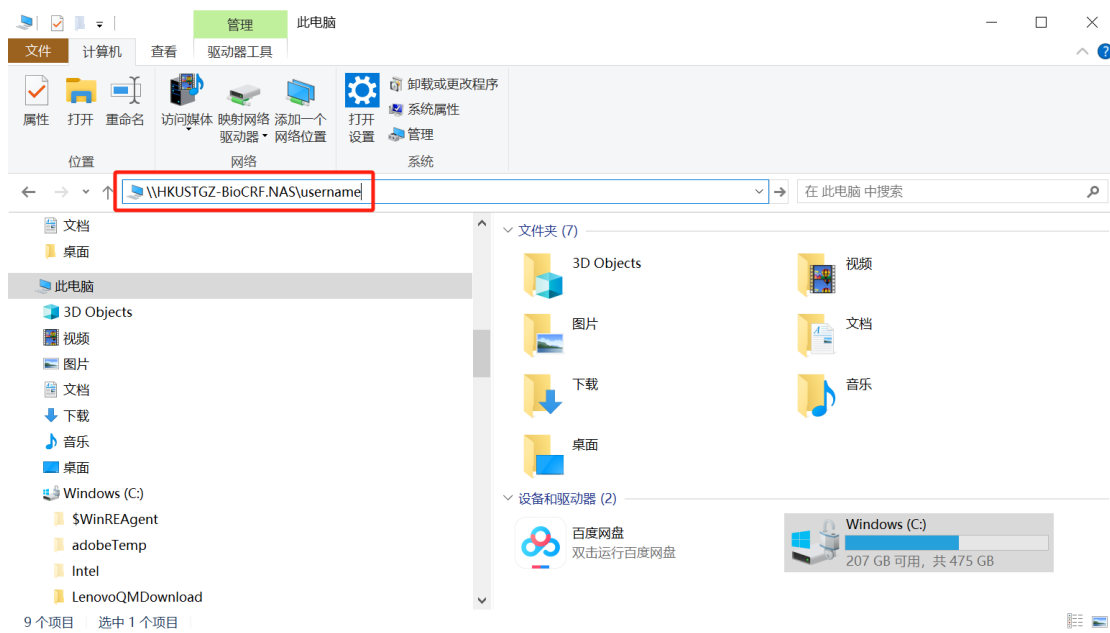 管理
此电脑
文件
计算机
查看
驱动器工具
?
属性
打开
重命名
访问媒体
映射网络
驱动器
添加一个
网络位置
打开
设置
卸载或更改程序
系统属性
管理
位置
网络
系统
\\HKUSTGZ-BioCRF.NAS\username
在 此电脑 中搜索
文档
桌面
此电脑
3D Objects
视频
图片
文档
下载
音乐
桌面
Windows (C:)
$WinREAgent
adobeTemp
Intel
LenovoQMDownload
文件夹 (7)
3D Objects
视频
图片
文档
下载
音乐
桌面
设备和驱动器 (2)
百度网盘
双击运行百度网盘
Windows (C:)
207 GB 可用，共 475 GB
9 个项目
选中 1 个项目